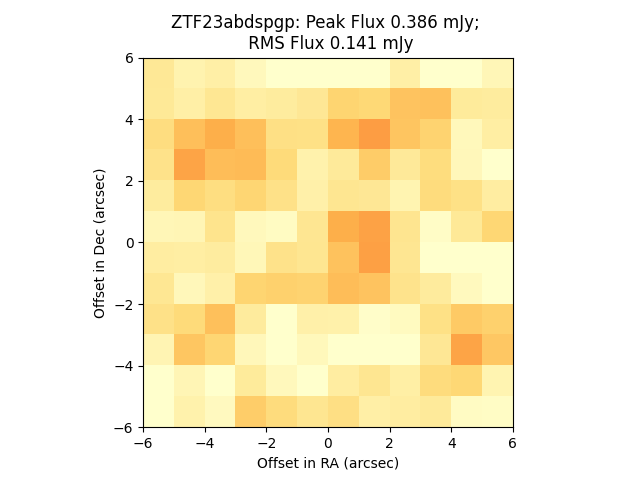 ZTF23abdspgp: Peak Flux 0.386 mJy;
RMS Flux 0.141 mJy
6
4
2
0
−2
−4
−6
Offset in Dec (arcsec)
−6 −4 −2 0 2 4 6
Offset in RA (arcsec)